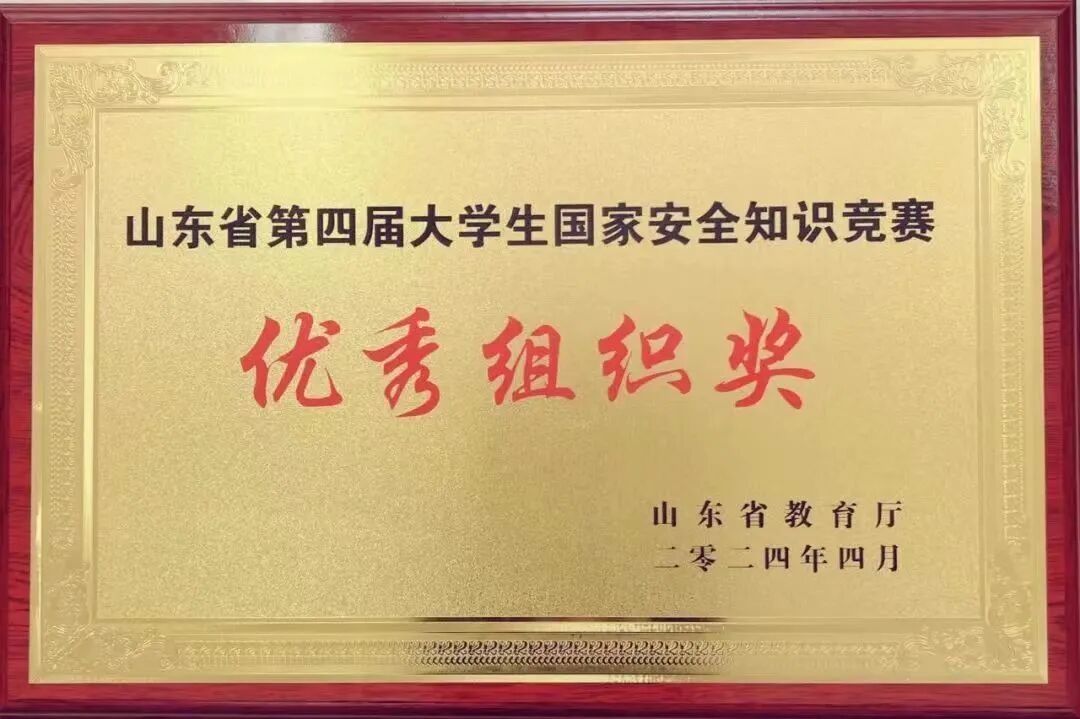 山东省第四届大学生国家安全知识竞赛
优秀组织奖
山东省教育厅
二零二四年四月